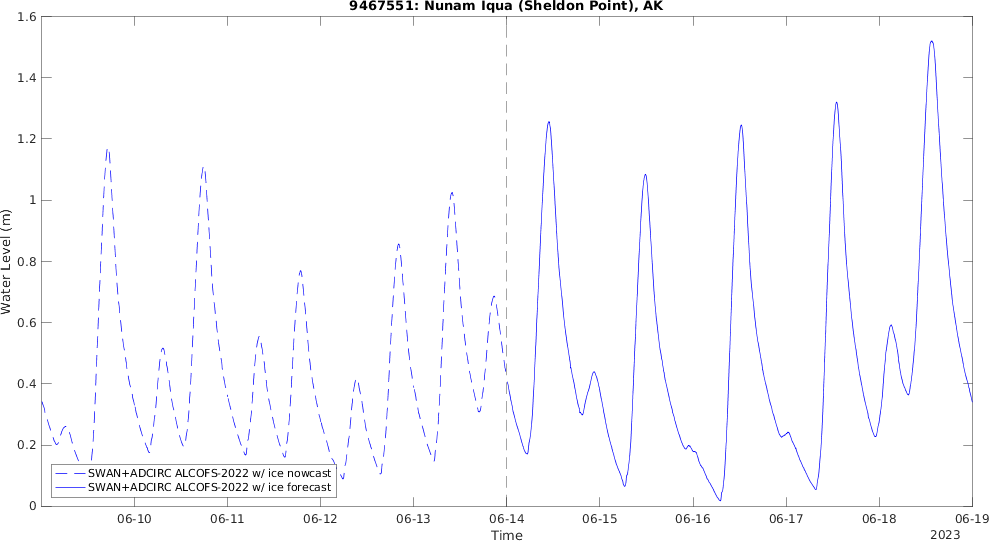 9467551: Nunam Iqua (Sheldon Point), AK
1.6
1.4
1.2
1
0.8
0.6
0.4
0.2
0
Water Level (m)
SWAN+ADCIRC ALCOFS-2022 w/ ice nowcast
SWAN+ADCIRC ALCOFS-2022 w/ ice forecast
06-10 06-11 06-12 06-13 06-14 06-15 06-16 06-17 06-18 06-19
Time
2023